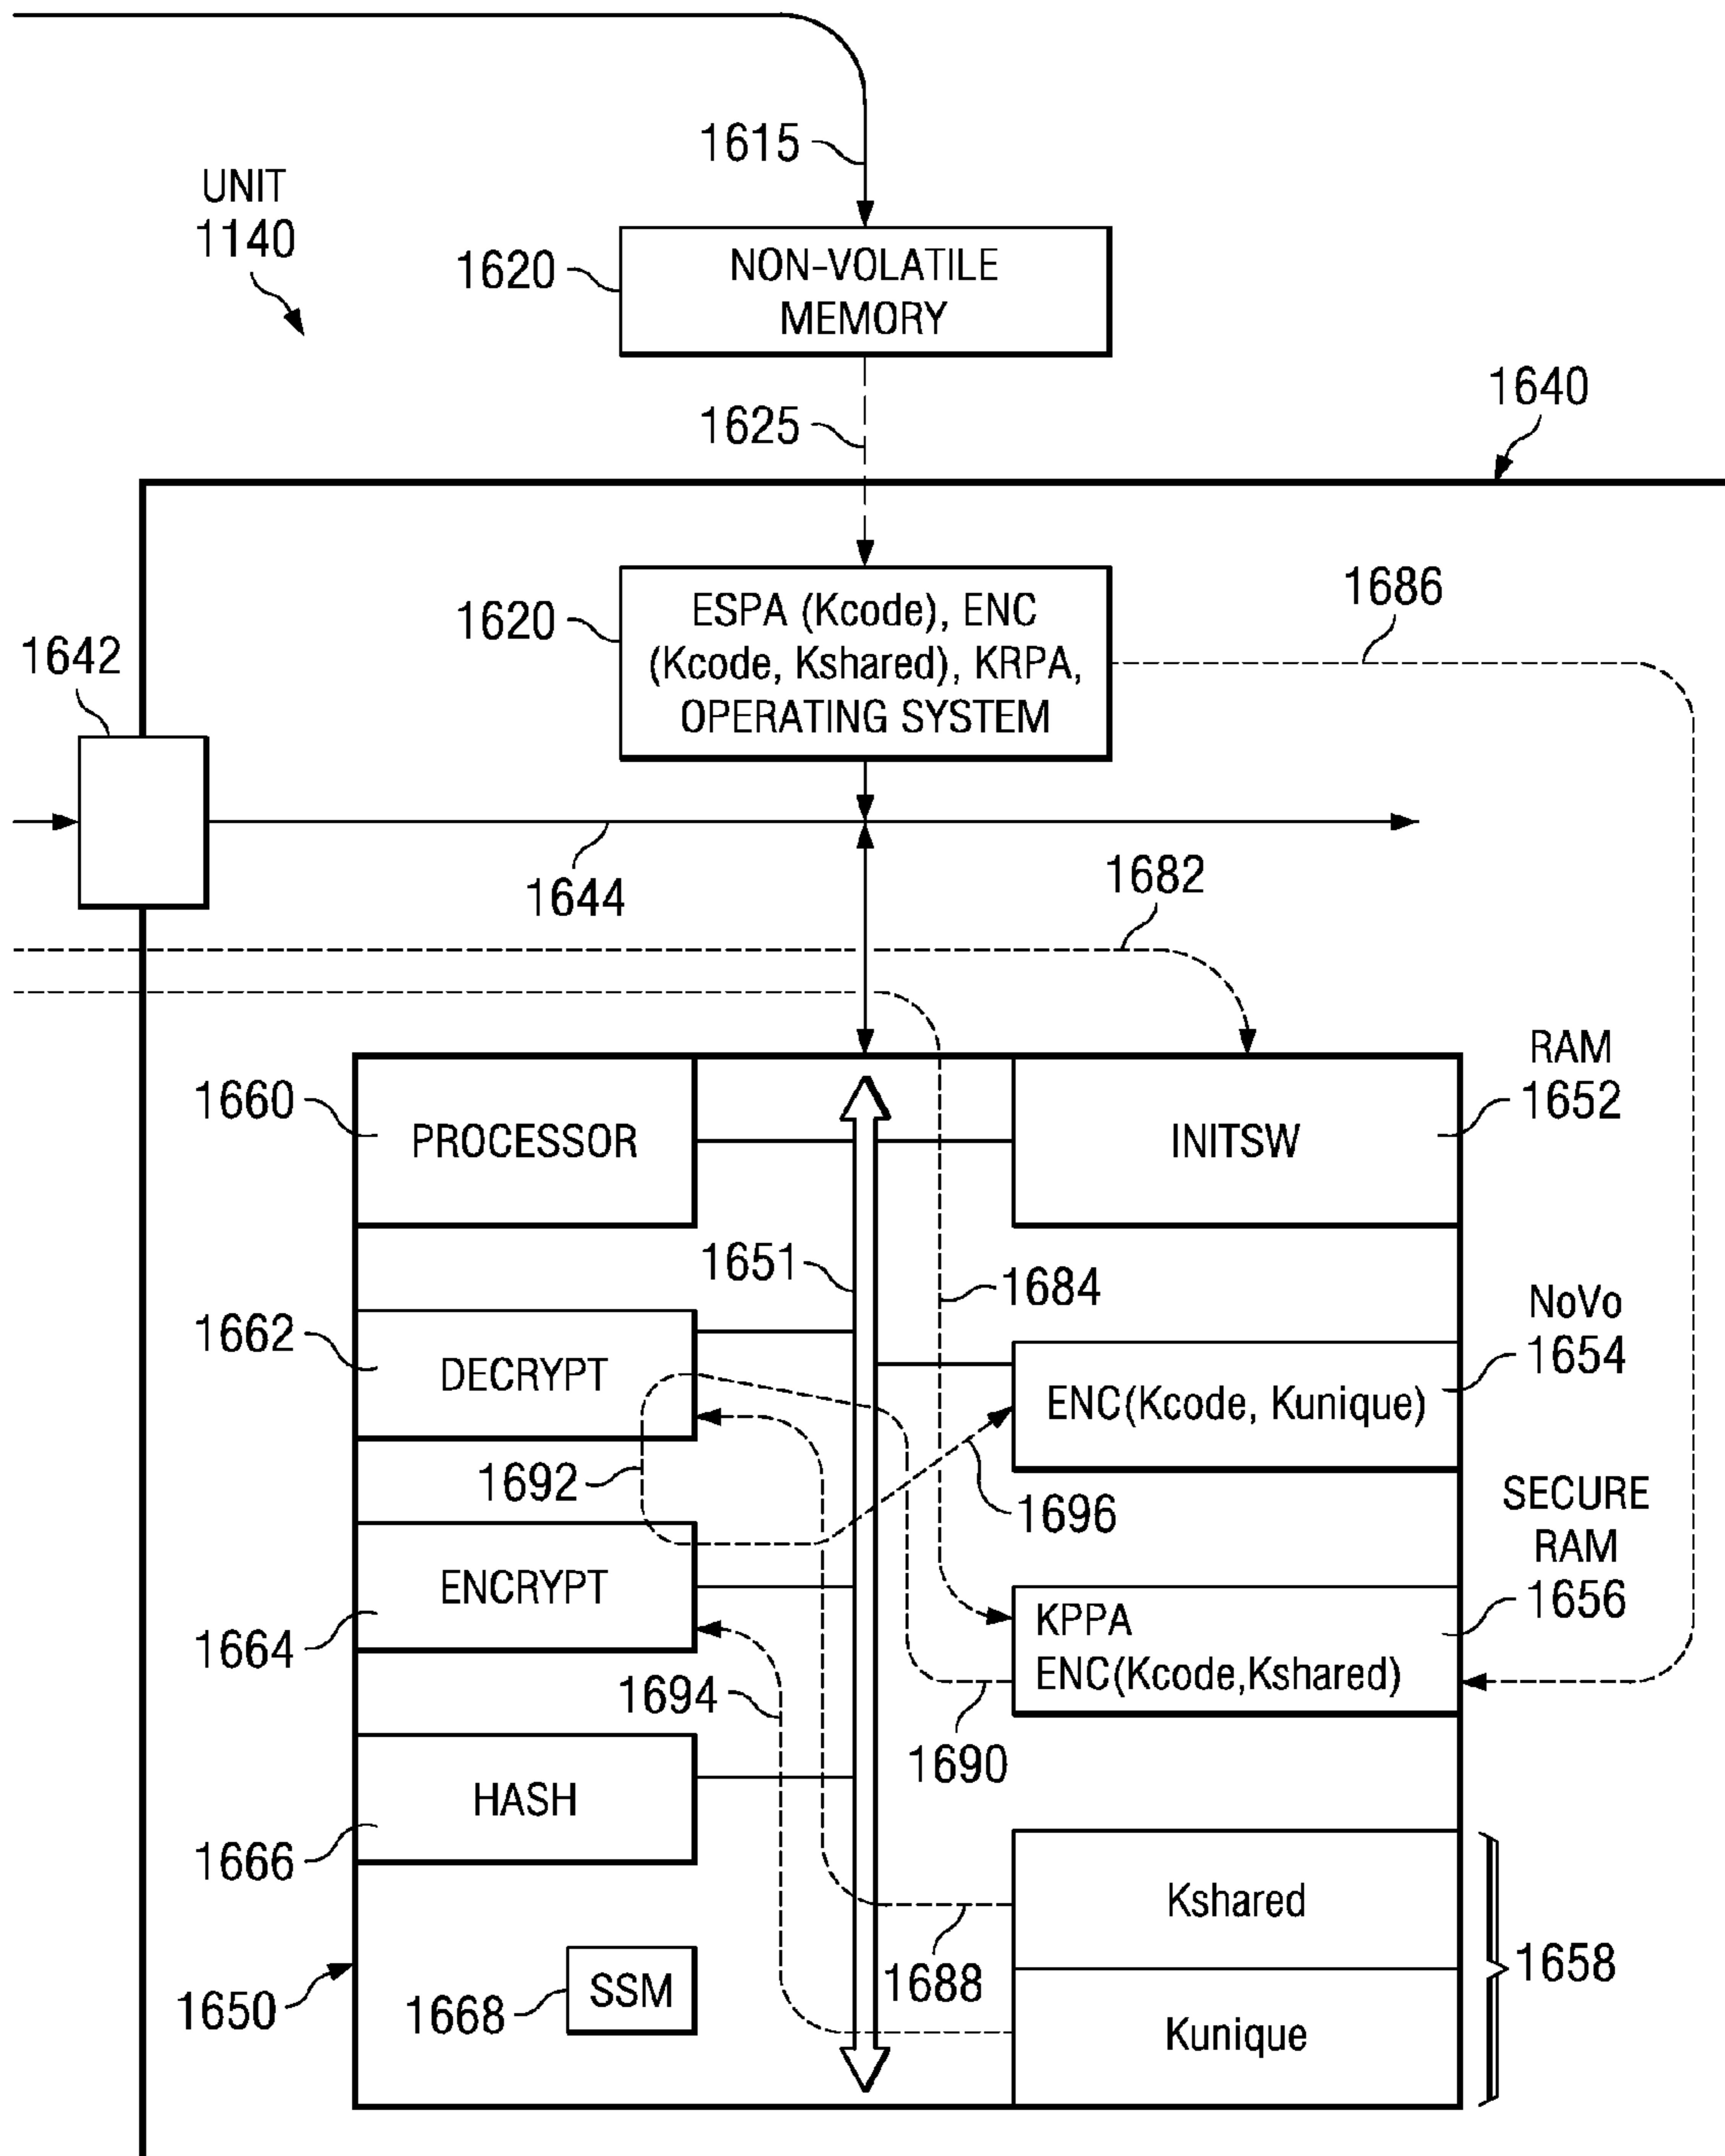 1615
UNIT
1140
1620
NON-VOLATILE
MEMORY
1640
1625
1620
ESPA (Kcode), ENC
(Kcode, Kshared), KRPA,
OPERATING SYSTEM
1686
1642
1644
1682
1660
PROCESSOR
INITSW
RAM
1652
1651
1684
1662
DECRYPT
NoVo
1654
ENC(Kcode, Kunique)
1692
1696
SECURE
RAM
1656
ENCRYPT
1664
KPPA
ENC(Kcode,Kshared)
1694
1690
HASH
1666
Kshared
1688
1658
1650
1668
SSM
Kunique